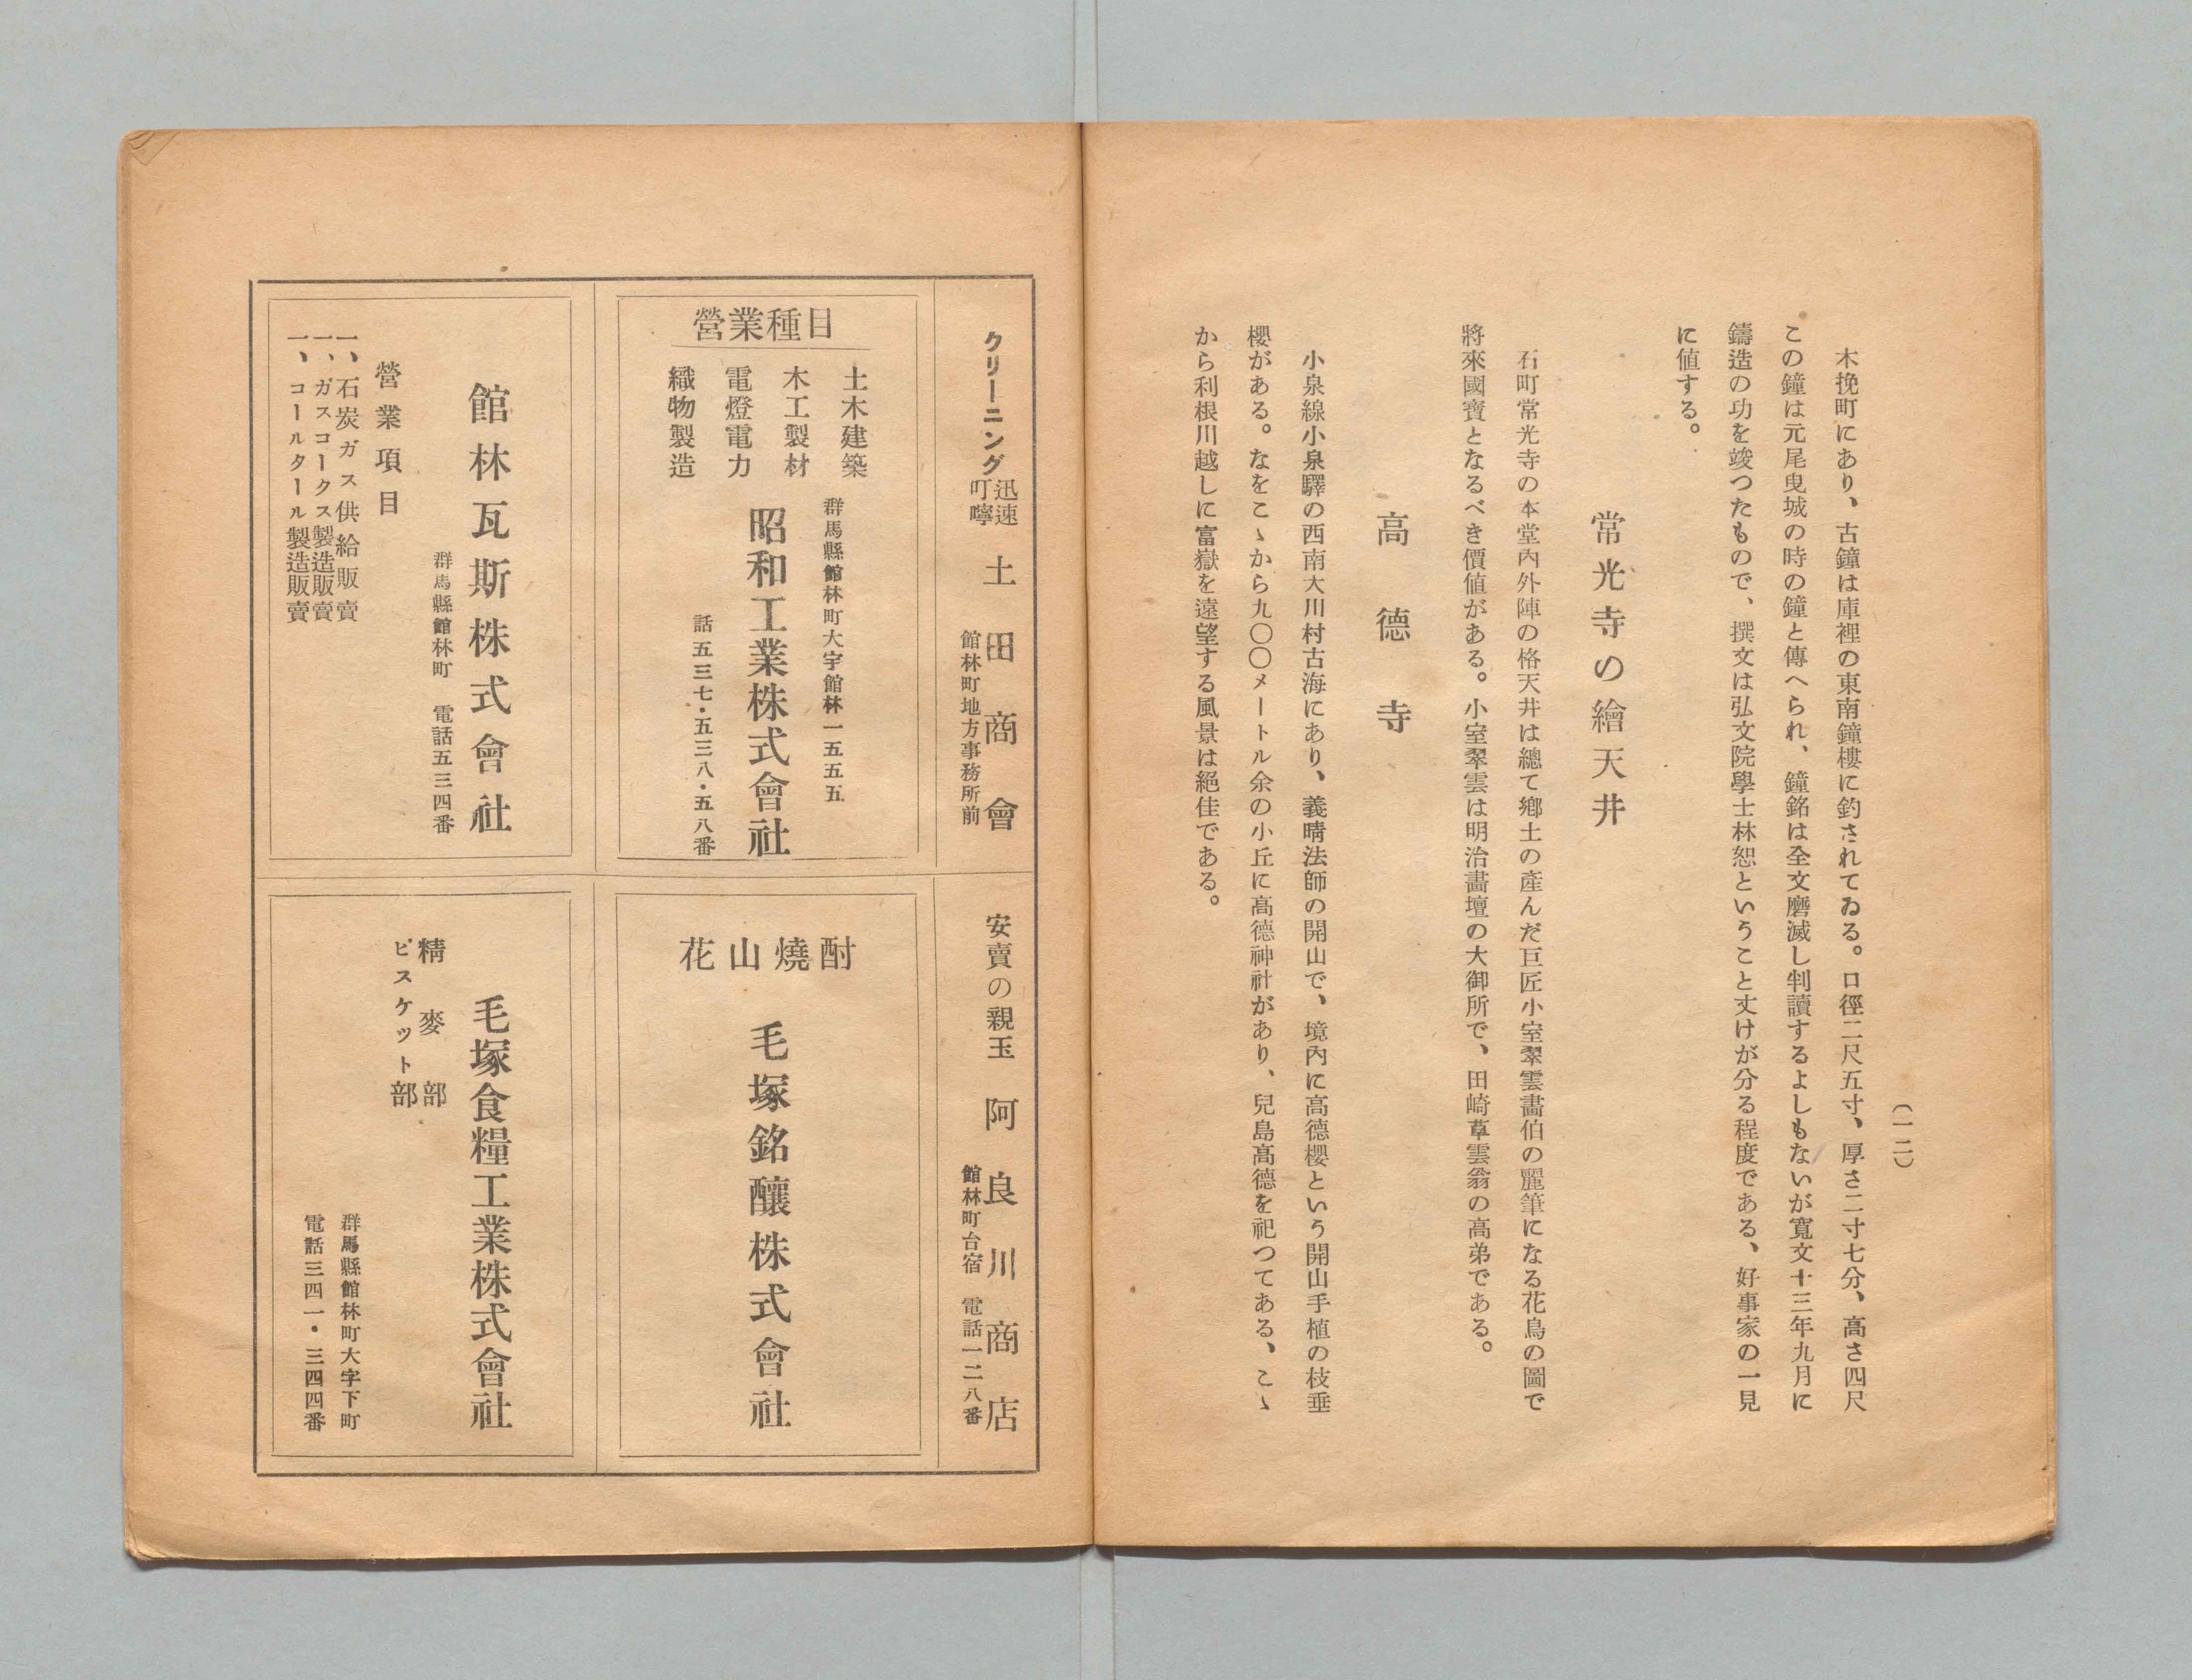 (一二)
木挽町にあり、古鐘は庫裡の東南鐘樓に釣されてゐる。口徑二尺五寸、厚さ二寸七分、高さ四尺
この鐘は元尾曳城の時の鐘と傳へられ、鐘銘は全文磨滅し判讀するよしもないが寛文十三年九月に
鑄造の功を竣つたもので、撰文は弘文院學士林恕ということ丈けが分る程度である、好事家の一見
に値する。
常光寺の繪天井
石町常光寺の本堂內外陣の格天井は總て鄕土の產んだ巨匠小室翠雲畵伯の麗筆になる花鳥の圖で
將來國寶となるべき價値がある。小室翠雲は明治畵壇の大御所で、田崎草雲翁の高弟である。
高德寺
小泉線小泉驛の西南大川村古海にあり、義晴法師の開山で、境內に高德櫻という開山手植の枝垂
櫻がある。なをこゝから九〇〇メートル余の小丘に高德神社があり、兒島高德を祀つてある、こゝ
から利根川越しに富嶽を遠望する風景は絕佳である。
クリーニング
迅速
叮嚀
土田商會
館林町地方事務所前
安賣の親玉
阿良川商店
館林町台宿 電話一二八番
營業種目
土木建築
木工製材
電燈電力
織物製造
群馬縣館林町大字館林一五五五
昭和工業株式會社
話五三七・五三八・五八番
花山燒酎
毛塚銘釀株式會社
館林瓦斯株式會社
群馬縣館林町 電話五三四番
營業項目
一、石炭ガス供給販賣
一、ガスコークス製造販賣
一、コールタール製造販賣
毛塚食糧工業株式會社
精麥部
ビスケット部
群馬縣館林町大字下町
電話三四一・三四四番